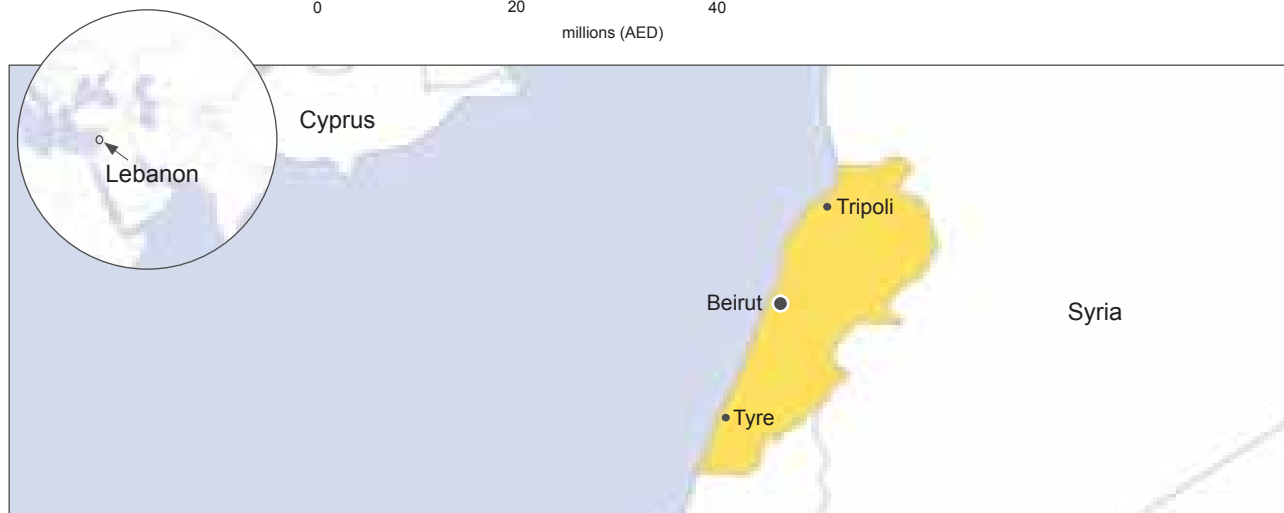 0 20 40
millions (AED)
Cyprus
Lebanon
Tripoli
Beirut
Syria
Tyre